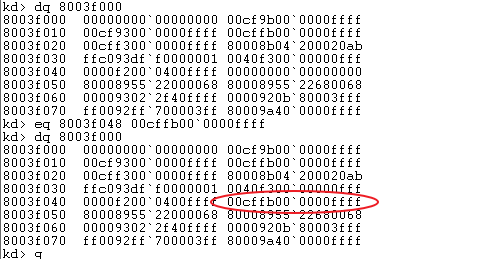 kd> dq 8003f000
8003f000  00000000`00000000 00cf9b00`0000ffff
8003f010  00cf9300`0000ffff 00cffb00`0000ffff
8003f020  00cff300`0000ffff 80008b04`200020ab
8003f030  ffc093df`f0000001 0040f300`00000fff
8003f040  0000f200`0400ffff 00000000`00000000
8003f050  80008955`22000068 80008955`22680068
8003f060  00009302`2f40ffff 0000920b`80003fff
8003f070  ff0092ff`700003ff 80009a40`0000ffff
kd> eq 8003f048 00cffb00`0000ffff
kd> dq 8003f000
8003f000  00000000`00000000 00cf9b00`0000ffff
8003f010  00cf9300`0000ffff 00cffb00`0000ffff
8003f020  00cff300`0000ffff 80008b04`200020ab
8003f030  ffc093df`f0000001 0040f300`00000fff
8003f040  0000f200`0400ffff 00cffb00`0000ffff
8003f050  80008955`22000068 80008955`22680068
8003f060  00009302`2f40ffff 0000920b`80003fff
8003f070  ff0092ff`700003ff 80009a40`0000ffff
kd> g